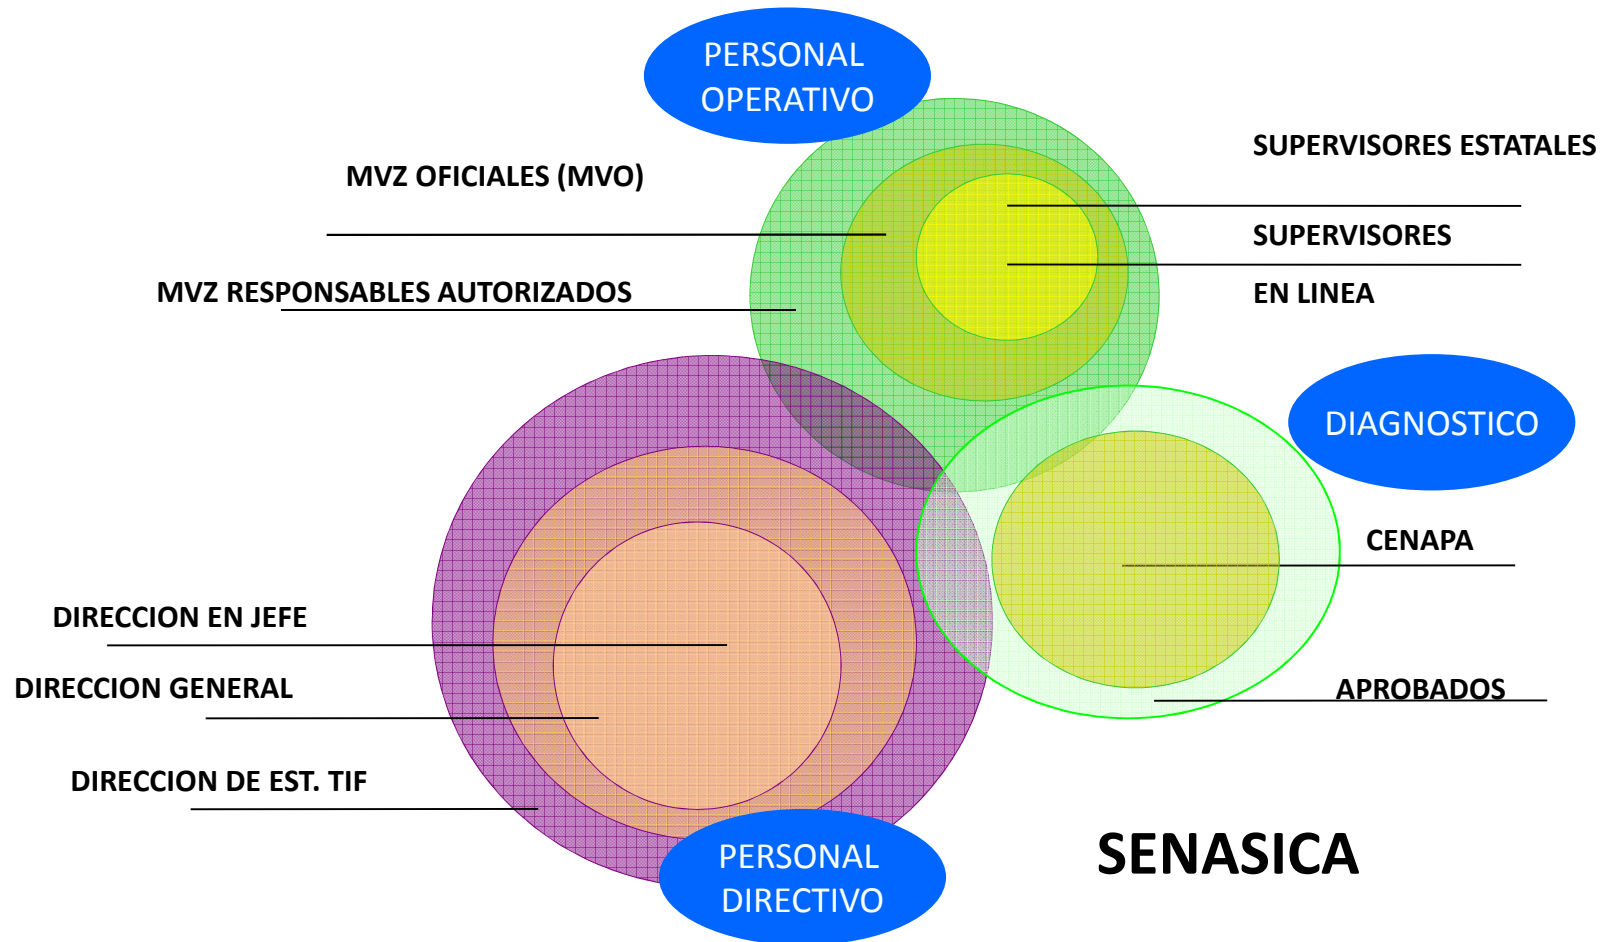 PERSONAL
OPERATIVO
SUPERVISORES ESTATALES
MVZ OFICIALES (MVO)
SUPERVISORES
MVZ RESPONSABLES AUTORIZADOS
EN LINEA
DIAGNOSTICO
CENAPA
DIRECCION EN JEFE
DIRECCION GENERAL
APROBADOS
DIRECCION DE EST. TIF
PERSONAL
DIRECTIVO
SENASICA